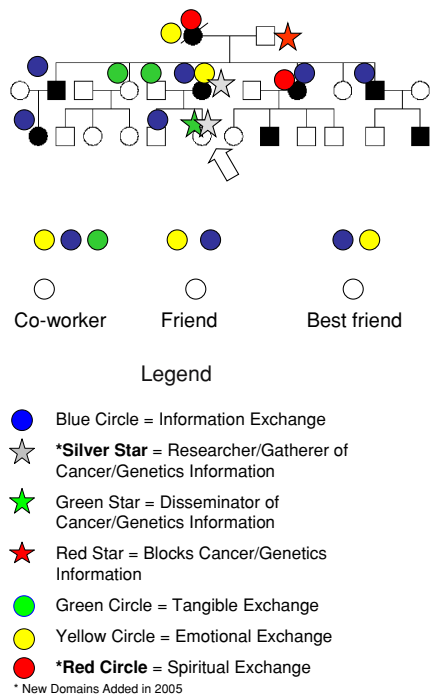 Co-worker Friend Best friend
Legend
Blue Circle = Information Exchange
*Silver Star = Researcher/Gatherer of
Cancer/Genetics Information
Green Star = Disseminator of
Cancer/Genetics Information
Red Star = Blocks Cancer/Genetics
Information
Green Circle = Tangible Exchange
Yellow Circle = Emotional Exchange
*Red Circle = Spiritual Exchange
* New Domains Added in 2005